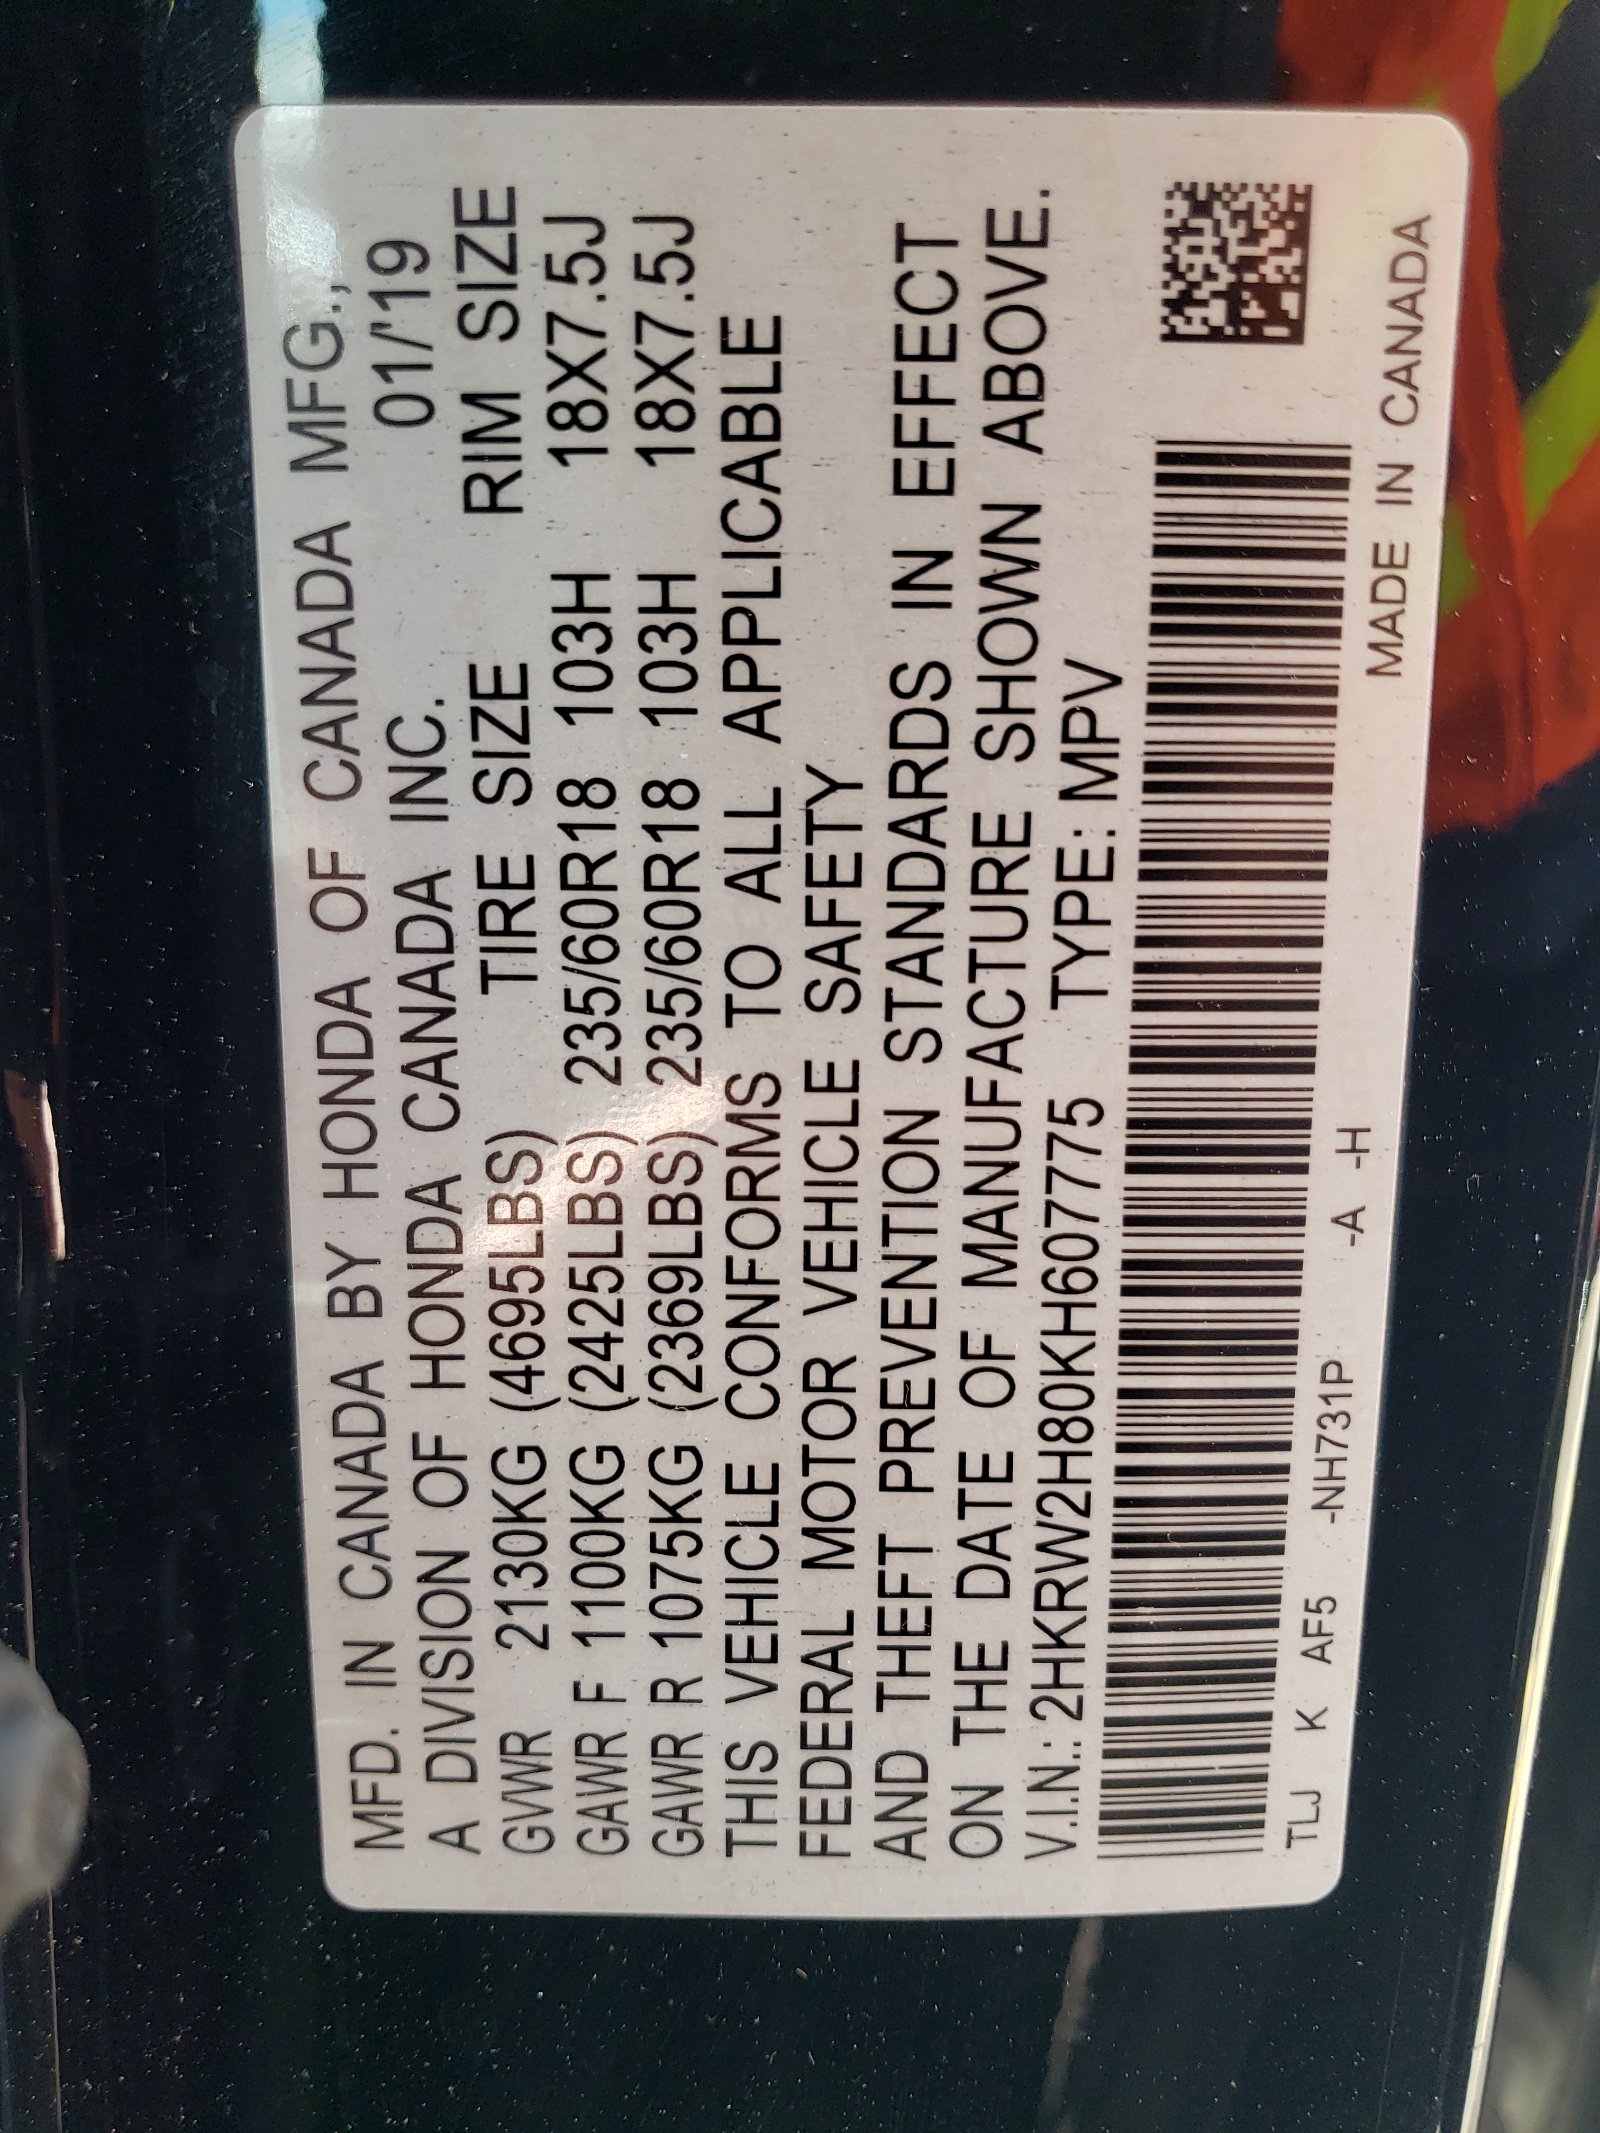 MFD. IN CANADA BY HONDA OF CANADA MFG.,
A DIVISION OF HONDA CANADA INC. 01/'19
TIRE SIZE RIM SIZE
GVWR 2130KG (4695LBS)
GAWR F 1100KG (2425LBS) 235/60R18 103H 18X7.5J
GAWR R 1075KG (2369LBS) 235/60R18 103H 18X7.5J
THIS VEHICLE CONFORMS TO ALL APPLICABLE
FEDERAL MOTOR VEHICLE SAFETY
AND THEFT PREVENTION STANDARDS IN EFFECT
ON THE DATE OF MANUFACTURE SHOWN ABOVE.
V.I.N.: 2HKRW2H80KH607775 TYPE: MPV
TLJ K AF5 -NH731P -A -H MADE IN CANADA